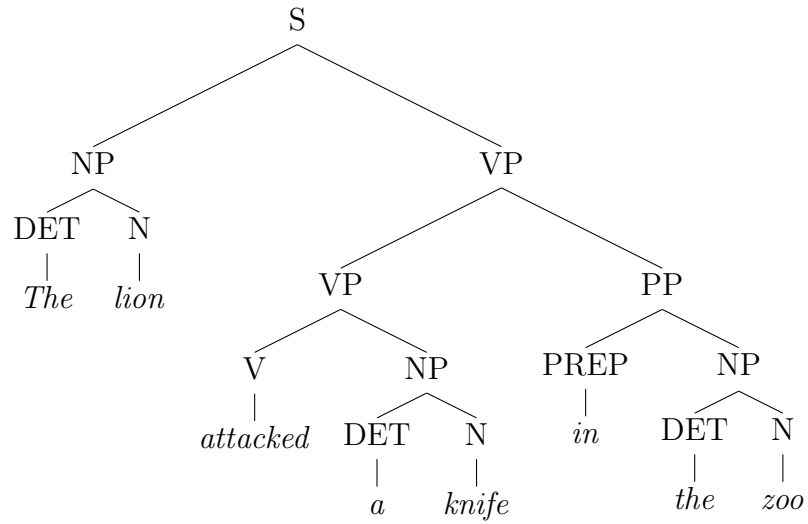 S
NP VP
DET N
The lion
VP PP
V NP
attacked
DET N
a knife
PREP NP
in
DET N
the zoo